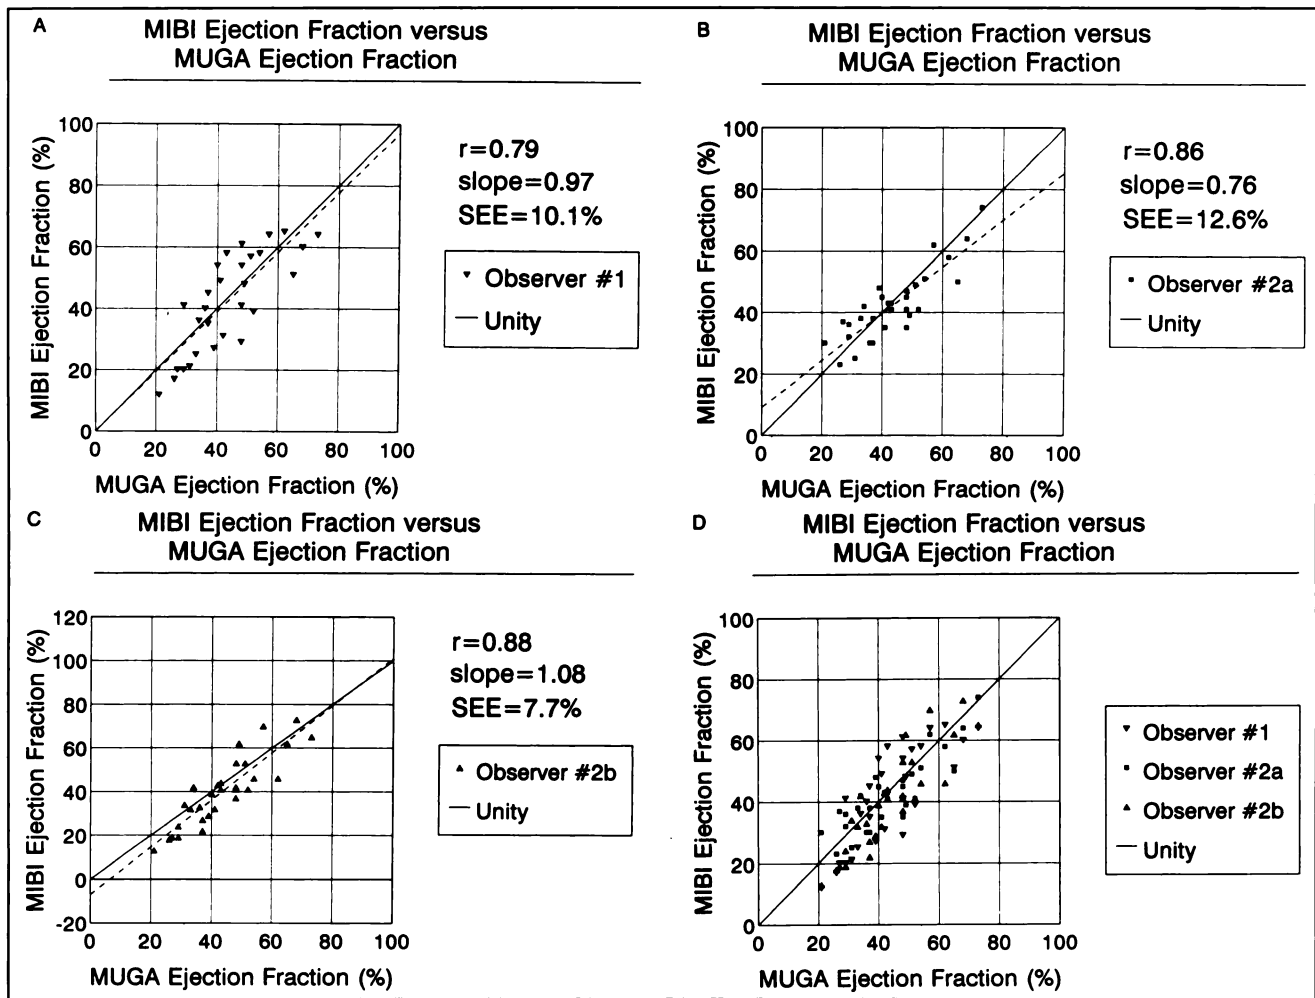 A
MIBI Ejection Fraction versus
MUGA Ejection Fraction
MIBI Ejection Fraction (%)
100
80
60
40
20
0
0 20 40 60 80 100
MUGA Ejection Fraction (%)
r=0.79
slope=0.97
SEE=10.1%
Observer #1
Unity
B
MIBI Ejection Fraction versus
MUGA Ejection Fraction
MIBI Ejection Fraction (%)
100
80
60
40
20
0
0 20 40 60 80 100
MUGA Ejection Fraction (%)
r=0.86
slope=0.76
SEE=12.6%
Observer #2a
Unity
C
MIBI Ejection Fraction versus
MUGA Ejection Fraction
MIBI Ejection Fraction (%)
120
100
80
60
40
20
0
-20
0 20 40 60 80 100
MUGA Ejection Fraction (%)
r=0.88
slope=1.08
SEE=7.7%
Observer #2b
Unity
D
MIBI Ejection Fraction versus
MUGA Ejection Fraction
MIBI Ejection Fraction (%)
100
80
60
40
20
0
0 20 40 60 80 100
MUGA Ejection Fraction (%)
Observer #1
Observer #2a
Observer #2b
Unity